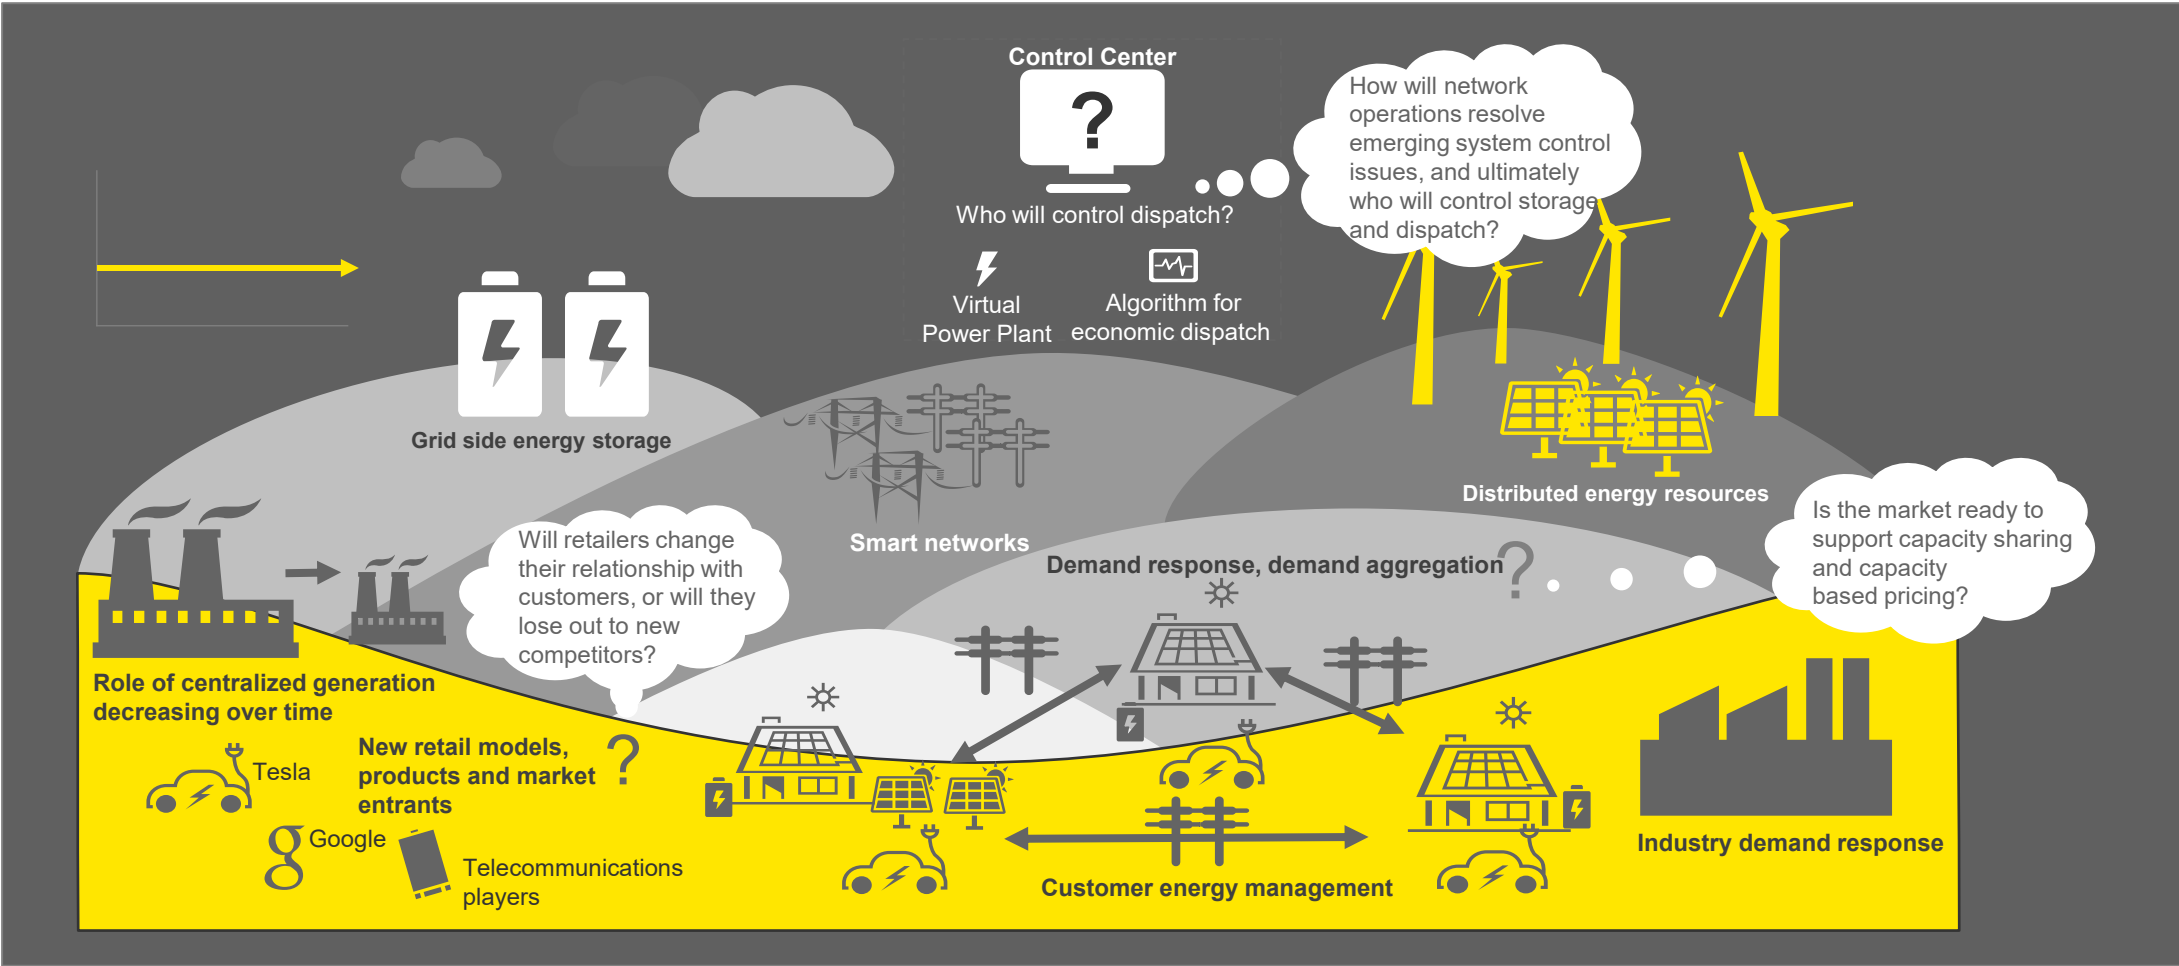 Control Center
?
Who will control dispatch?
Virtual
Power Plant
Algorithm for
economic dispatch
How will network
operations resolve
emerging system control
issues, and ultimately
who will control storage
and dispatch?
Grid side energy storage
Smart networks
Distributed energy resources
Is the market ready to
support capacity sharing
and capacity
based pricing?
Demand response, demand aggregation
?
Will retailers change
their relationship with
customers, or will they
lose out to new
competitors?
Role of centralized generation
decreasing over time
New retail models,
products and market
entrants
?
Tesla
g
Google
Telecommunications
players
Customer energy management
Industry demand response